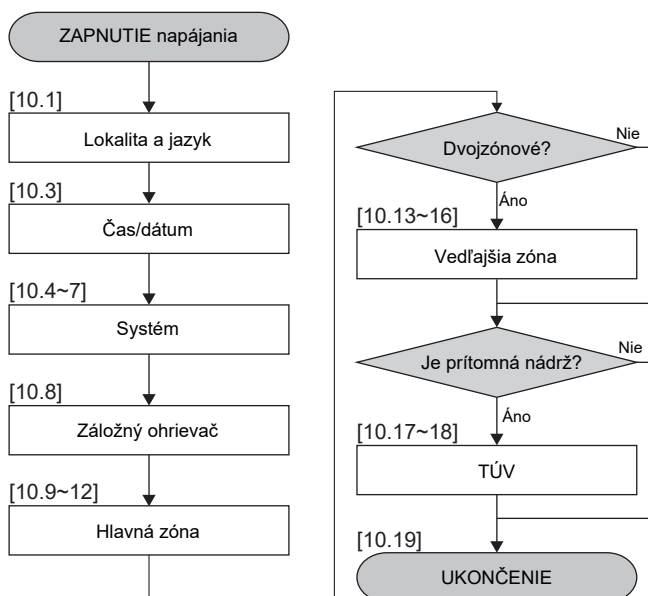 ZAPNUTIE napájania
[10.1]
Lokalita a jazyk
[10.3]
Čas/dátum
[10.4~7]
Systém
[10.8]
Záložný ohrievač
[10.9~12]
Hlavná zóna
Dvojzónové?
Nie
Áno
[10.13~16]
Vedľajšia zóna
Je prítomná nádrž?
Nie
Áno
[10.17~18]
TÚV
[10.19]
UKONČENIE